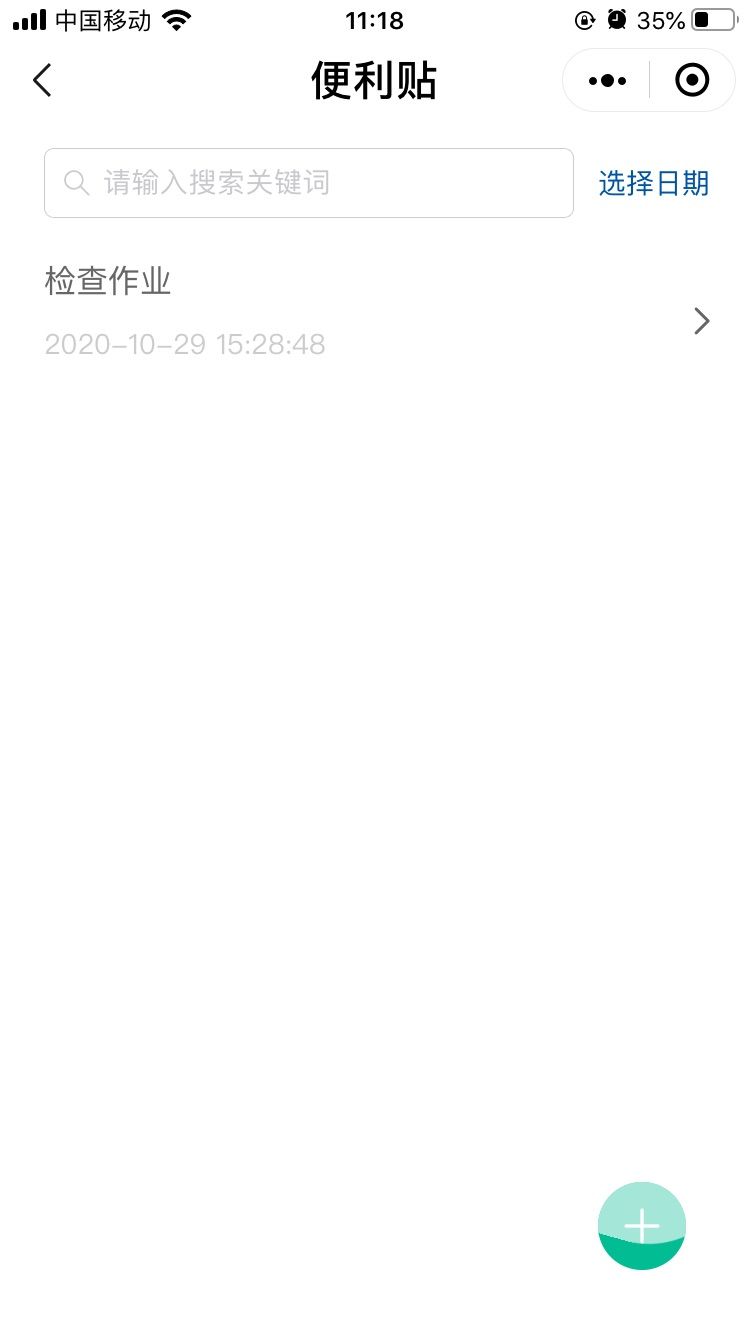 中国移动 11:18 35%
便利贴
请输入搜索关键词 选择日期
检查作业
2020-10-29 15:28:48